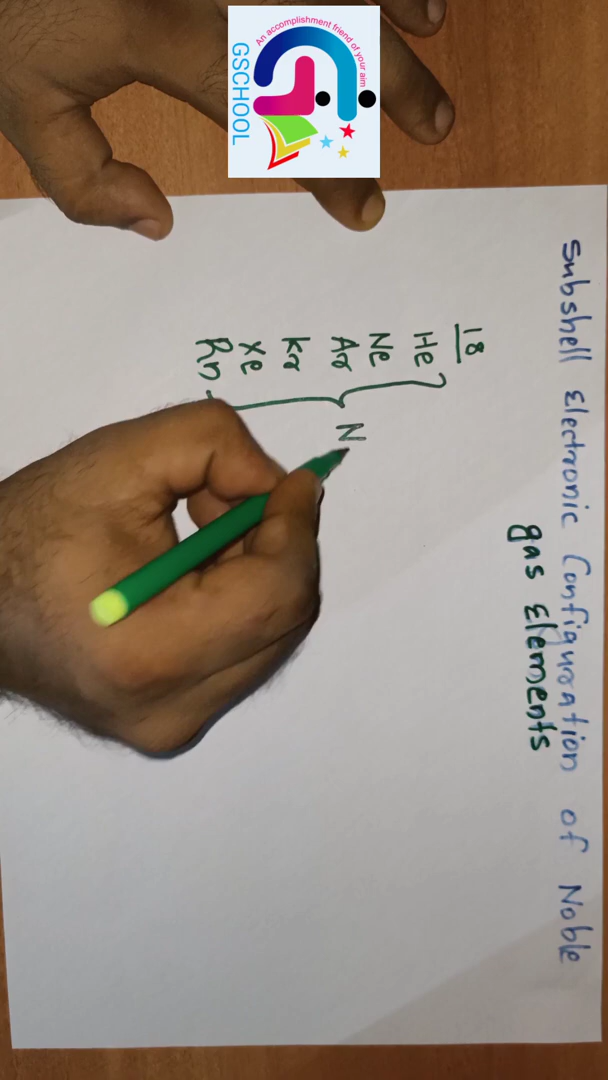 An accomplishment friend of your aim
GSCHOOL
Subshell Electronic Configuration of Noble
gas Elements
18
He
Ne
Ar
Kr
Xe
Rn
N